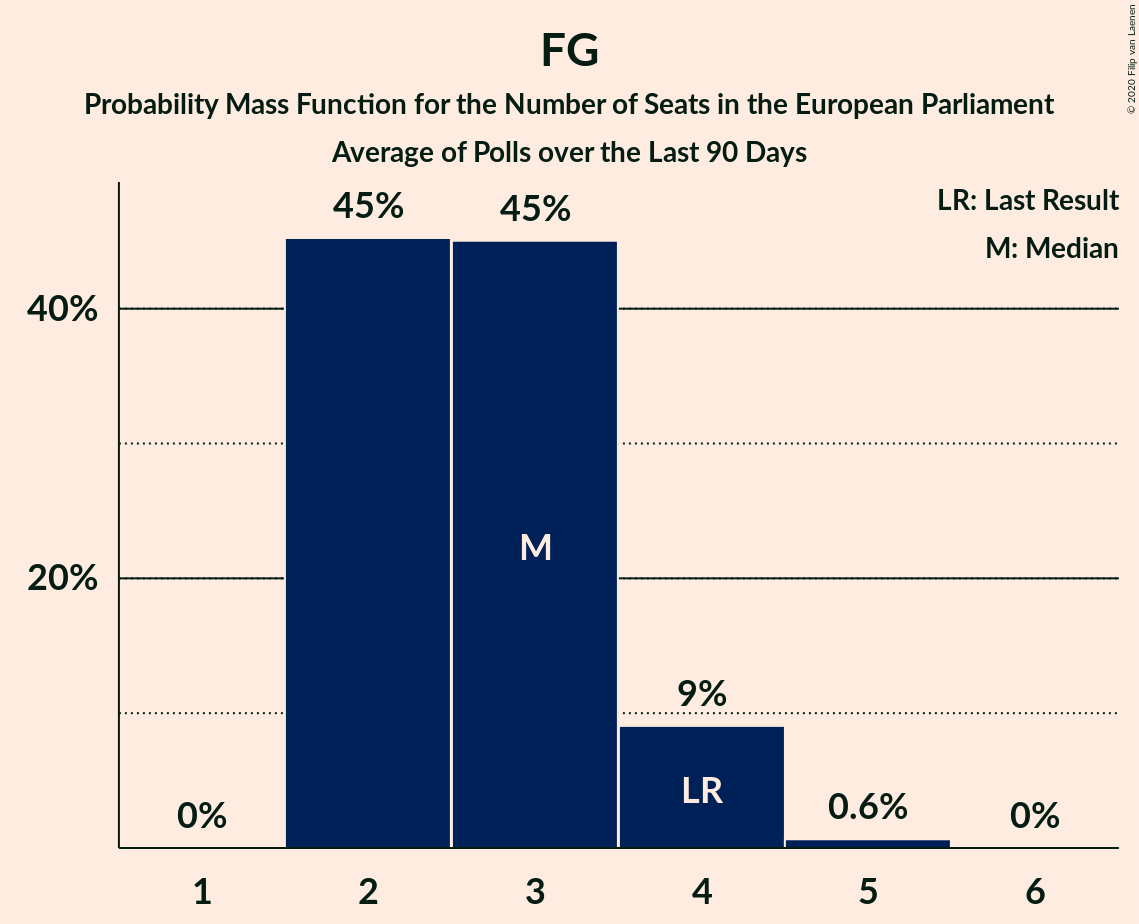 FG
Probability Mass Function for the Number of Seats in the European Parliament
Average of Polls over the Last 90 Days
© 2020 Filip van Laenen
LR: Last Result
M: Median
45%
45%
40%
M
20%
9%
LR
0%
0.6%
0%
1 2 3 4 5 6